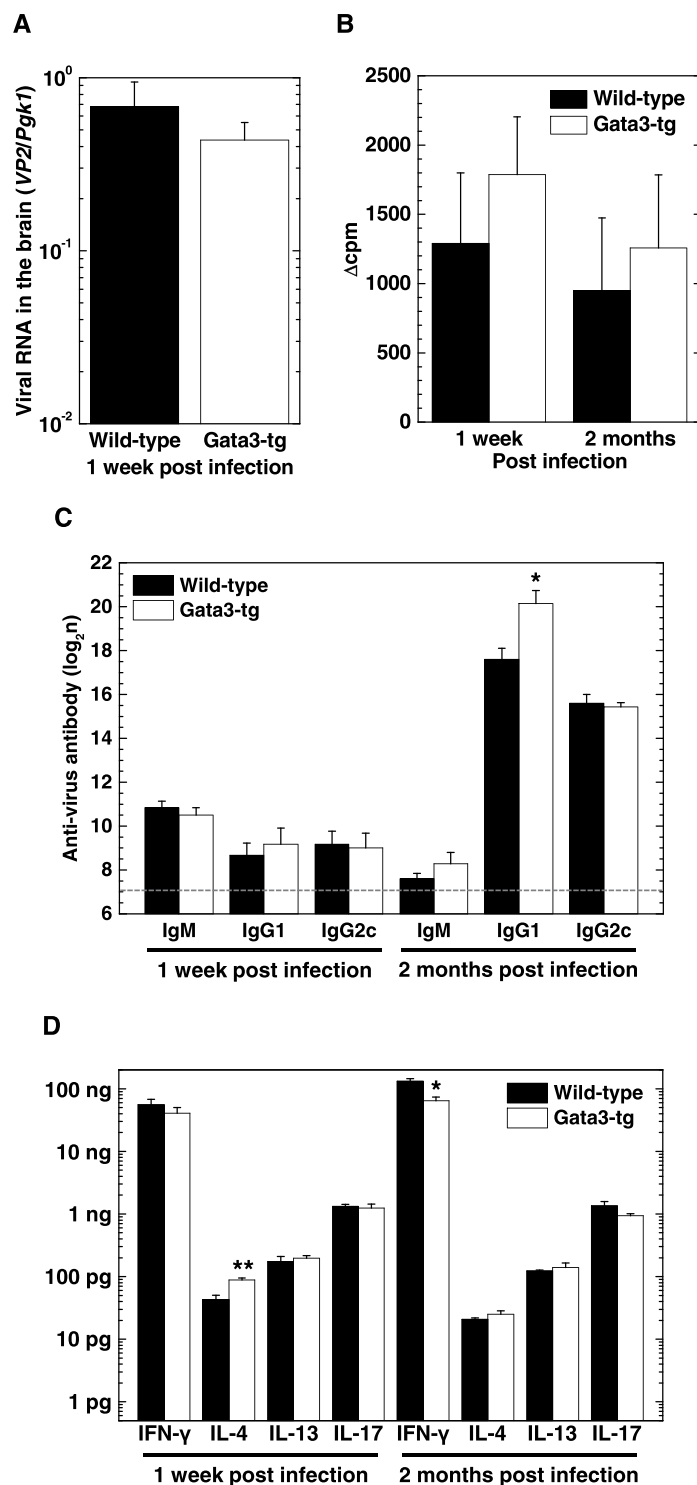 A
Viral RNA in the brain (VP2/Pgk1)
10⁰
10⁻¹
10⁻²
Wild-type Gata3-tg
1 week post infection
B
Δcpm
2500
2000
1500
1000
500
0
Wild-type
Gata3-tg
1 week 2 months
Post infection
C
Anti-virus antibody (log₂n)
22
20
18
16
14
12
10
8
6
Wild-type
Gata3-tg
*
IgM IgG1 IgG2c IgM IgG1 IgG2c
1 week post infection 2 months post infection
D
100 ng
10 ng
1 ng
100 pg
10 pg
1 pg
**
*
Wild-type
Gata3-tg
IFN-γ IL-4 IL-13 IL-17 IFN-γ IL-4 IL-13 IL-17
1 week post infection 2 months post infection